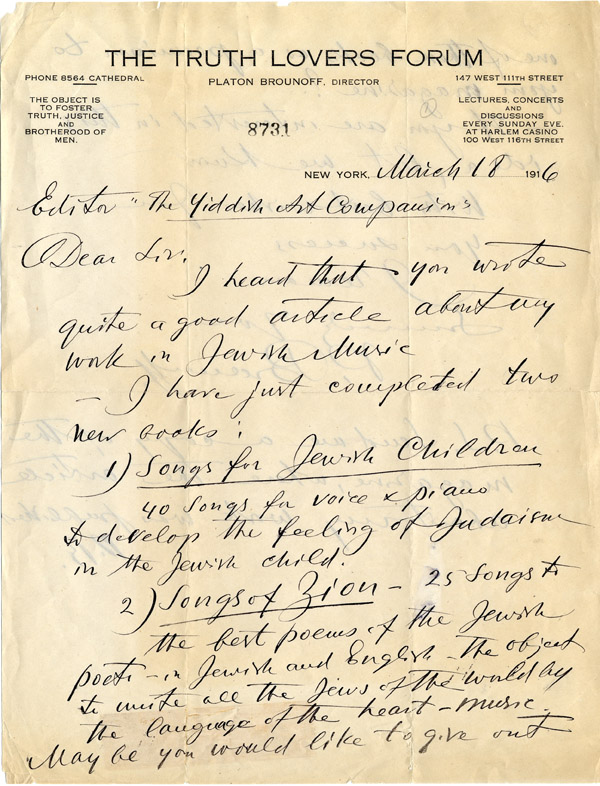 THE TRUTH LOVERS FORUM
PHONE 8564 CATHEDRAL
PLATON BROUNOFF, DIRECTOR
147 WEST 111TH STREET
THE OBJECT IS
TO FOSTER
TRUTH, JUSTICE
AND
BROTHERHOOD OF
MEN.
LECTURES, CONCERTS
AND
DISCUSSIONS
EVERY SUNDAY EVE.
AT HARLEM CASINO
100 WEST 116TH STREET
8731
NEW YORK, March 18 1916
Editor "The Yiddish Art Companion"
Dear Sir,
I heard that you wrote
quite a good article about my
work in Jewish Music
— I have just completed two
new books:
1) Songs for Jewish Children
40 Songs for voice & piano
to develop the feeling of Judaism
in the Jewish child.
2) Songs of Zion – 25 Songs to
the best poems of the Jewish
poets – in Jewish and English – the object
to unite all the Jews of the world by
the language of the heart – music.
May be you would like to give out